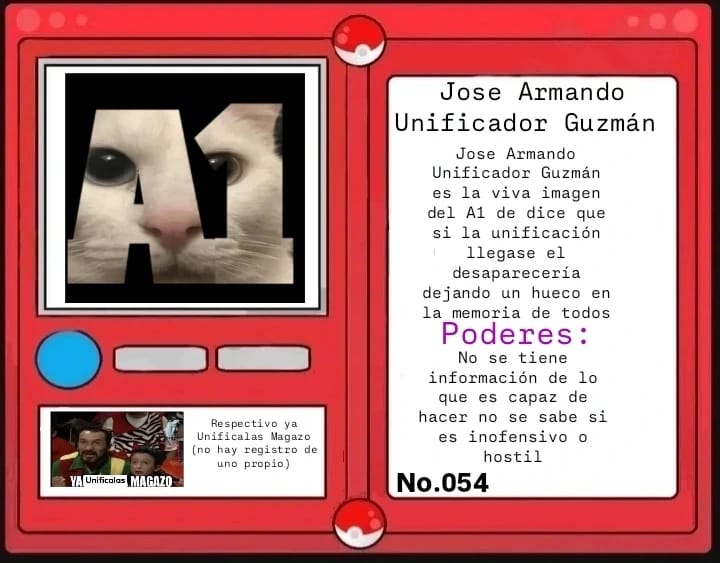 A1
Jose Armando
Unificador Guzmán
Jose Armando
Unificador Guzmán
es la viva imagen
del A1 de dice que
si la unificación
llegase el
desaparecería
dejando un hueco en
la memoria de todos
Poderes:
No se tiene
información de lo
que es capaz de
hacer no se sabe si
es inofensivo o
hostil
No.054
Respectivo ya
Unificalas Magazo
(no hay registro de
uno propio)
YA Unificalas MAGAZO